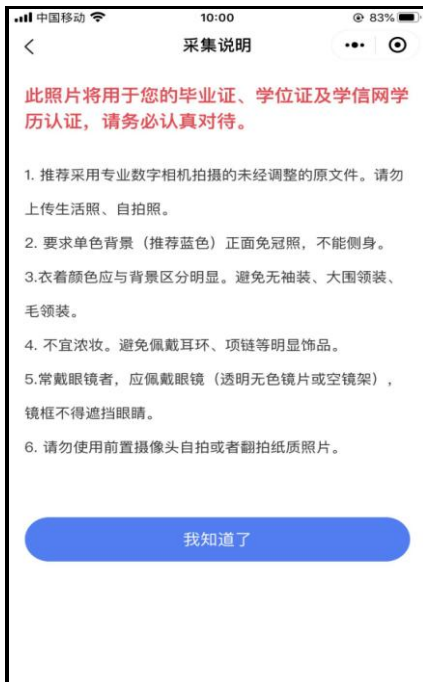 中国移动 10:00 83%
采集说明
此照片将用于您的毕业证、学位证及学信网学
历认证，请务必认真对待。
1. 推荐采用专业数字相机拍摄的未经调整的原文件。请勿
上传生活照、自拍照。
2. 要求单色背景（推荐蓝色）正面免冠照，不能侧身。
3.衣着颜色应与背景区分明显。避免无袖装、大围领装、
毛领装。
4. 不宜浓妆。避免佩戴耳环、项链等明显饰品。
5.常戴眼镜者，应佩戴眼镜（透明无色镜片或空镜架），
镜框不得遮挡眼睛。
6. 请勿使用前置摄像头自拍或者翻拍纸质照片。
我知道了